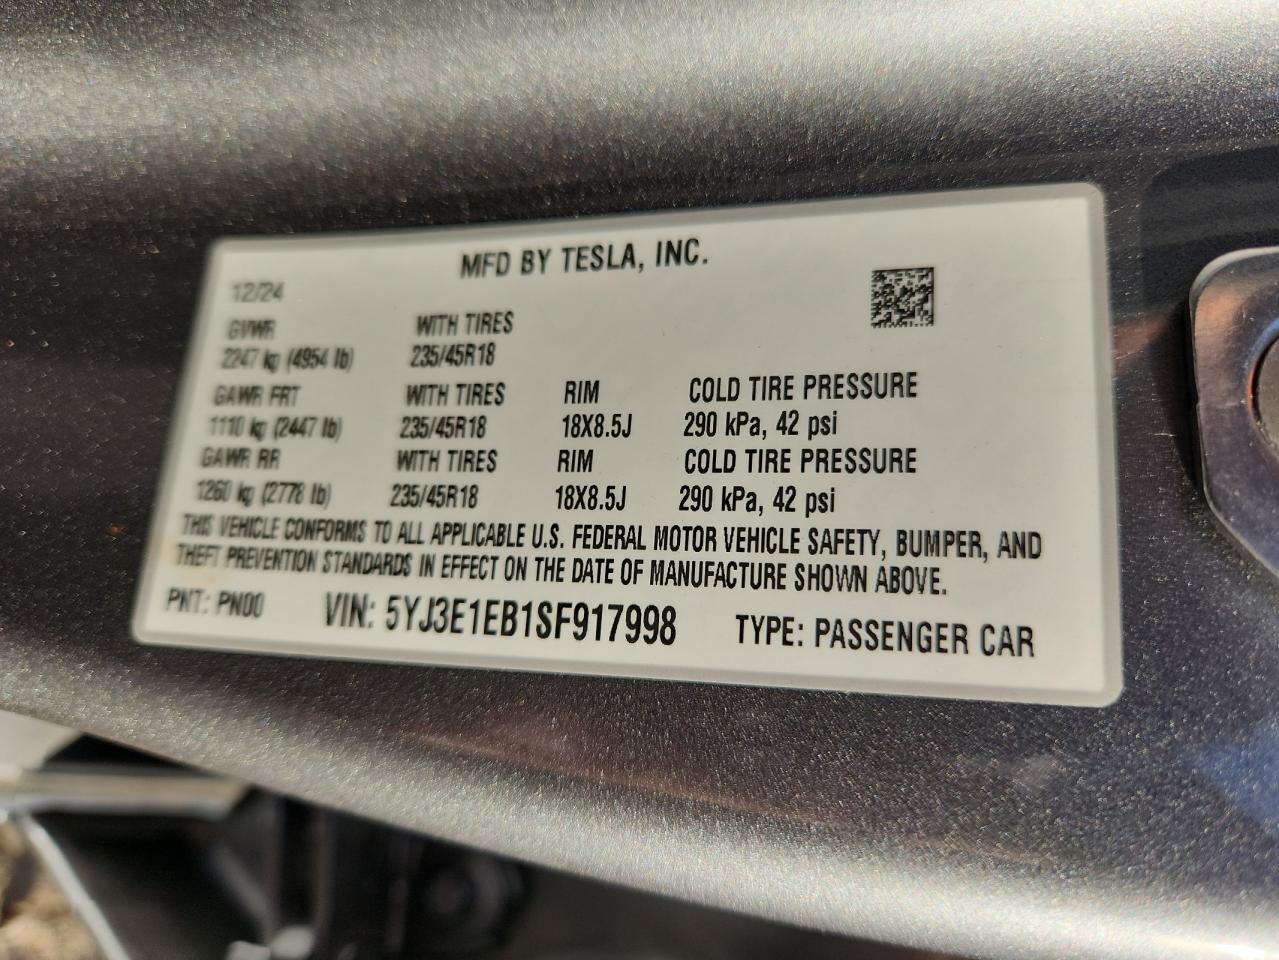 MFD BY TESLA, INC.
12/24
GVWR WITH TIRES
2247 kg (4954 lb) 235/45R18
GAWR FRT WITH TIRES RIM COLD TIRE PRESSURE
1110 kg (2447 lb) 235/45R18 18X8.5J 290 kPa, 42 psi
GAWR RR WITH TIRES RIM COLD TIRE PRESSURE
1260 kg (2778 lb) 235/45R18 18X8.5J 290 kPa, 42 psi
THIS VEHICLE CONFORMS TO ALL APPLICABLE U.S. FEDERAL MOTOR VEHICLE SAFETY, BUMPER, AND
THEFT PREVENTION STANDARDS IN EFFECT ON THE DATE OF MANUFACTURE SHOWN ABOVE.
PNT: PN00 VIN: 5YJ3E1EB1SF917998 TYPE: PASSENGER CAR